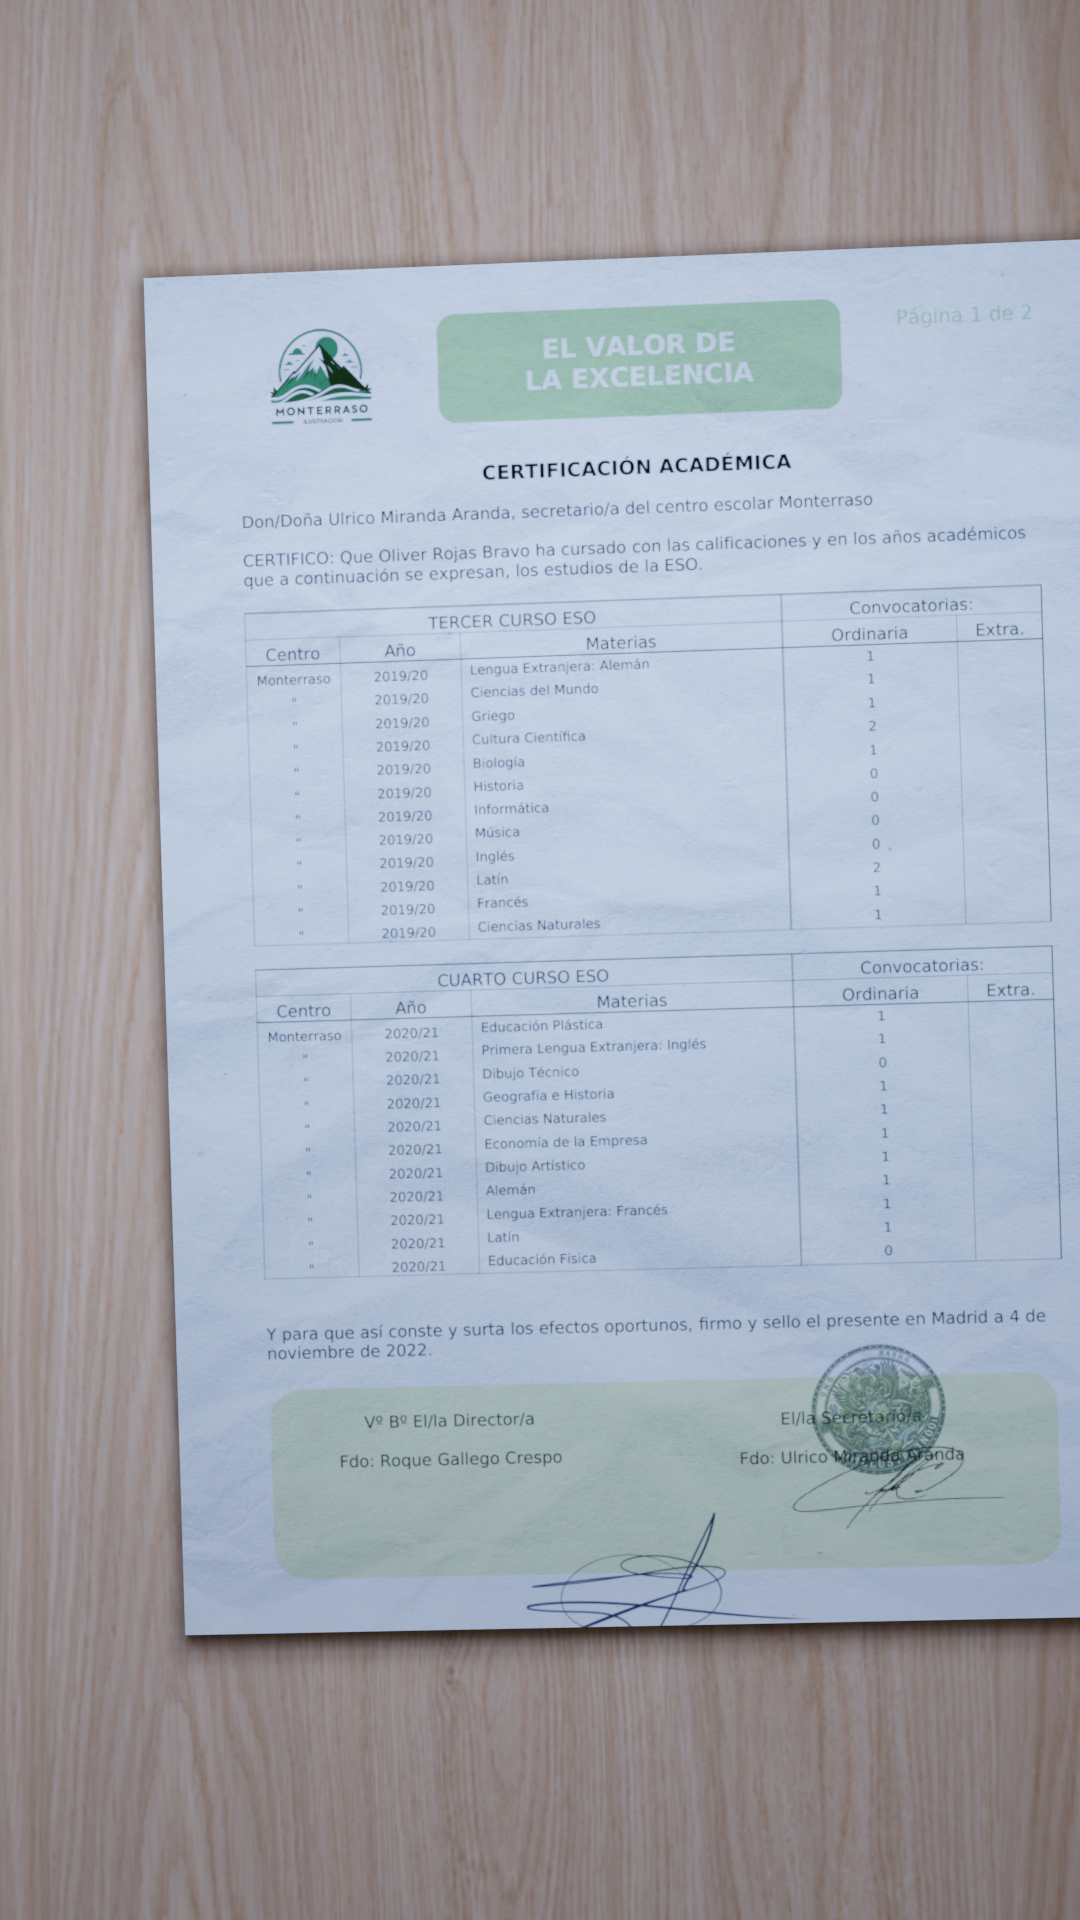 MONTERRASO
ILUSTRACIÓN
EL VALOR DE
LA EXCELENCIA
Página 1 de 2
CERTIFICACIÓN ACADÉMICA
Don/Doña Ulrico Miranda Aranda, secretario/a del centro escolar Monterraso
CERTIFICO: Que Oliver Rojas Bravo ha cursado con las calificaciones y en los años académicos
que a continuación se expresan, los estudios de la ESO.
TERCER CURSO ESO Convocatorias:
Centro Año Materias Ordinaria Extra.
Monterraso 2019/20 Lengua Extranjera: Alemán 1
" 2019/20 Ciencias del Mundo 1
" 2019/20 Griego 1
" 2019/20 Cultura Científica 2
" 2019/20 Biología 1
" 2019/20 Historia 0
" 2019/20 Informática 0
" 2019/20 Música 0
" 2019/20 Inglés 0
" 2019/20 Latín 2
" 2019/20 Francés 1
" 2019/20 Ciencias Naturales 1
CUARTO CURSO ESO Convocatorias:
Centro Año Materias Ordinaria Extra.
Monterraso 2020/21 Educación Plástica 1
" 2020/21 Primera Lengua Extranjera: Inglés 1
" 2020/21 Dibujo Técnico 0
" 2020/21 Geografía e Historia 1
" 2020/21 Ciencias Naturales 1
" 2020/21 Economía de la Empresa 1
" 2020/21 Dibujo Artístico 1
" 2020/21 Alemán 1
" 2020/21 Lengua Extranjera: Francés 1
" 2020/21 Latín 1
" 2020/21 Educación Física 0
Y para que así conste y surta los efectos oportunos, firmo y sello el presente en Madrid a 4 de
noviembre de 2022.
Vº Bº El/la Director/a El/la Secretario/a
Fdo: Roque Gallego Crespo Fdo: Ulrico Miranda Aranda